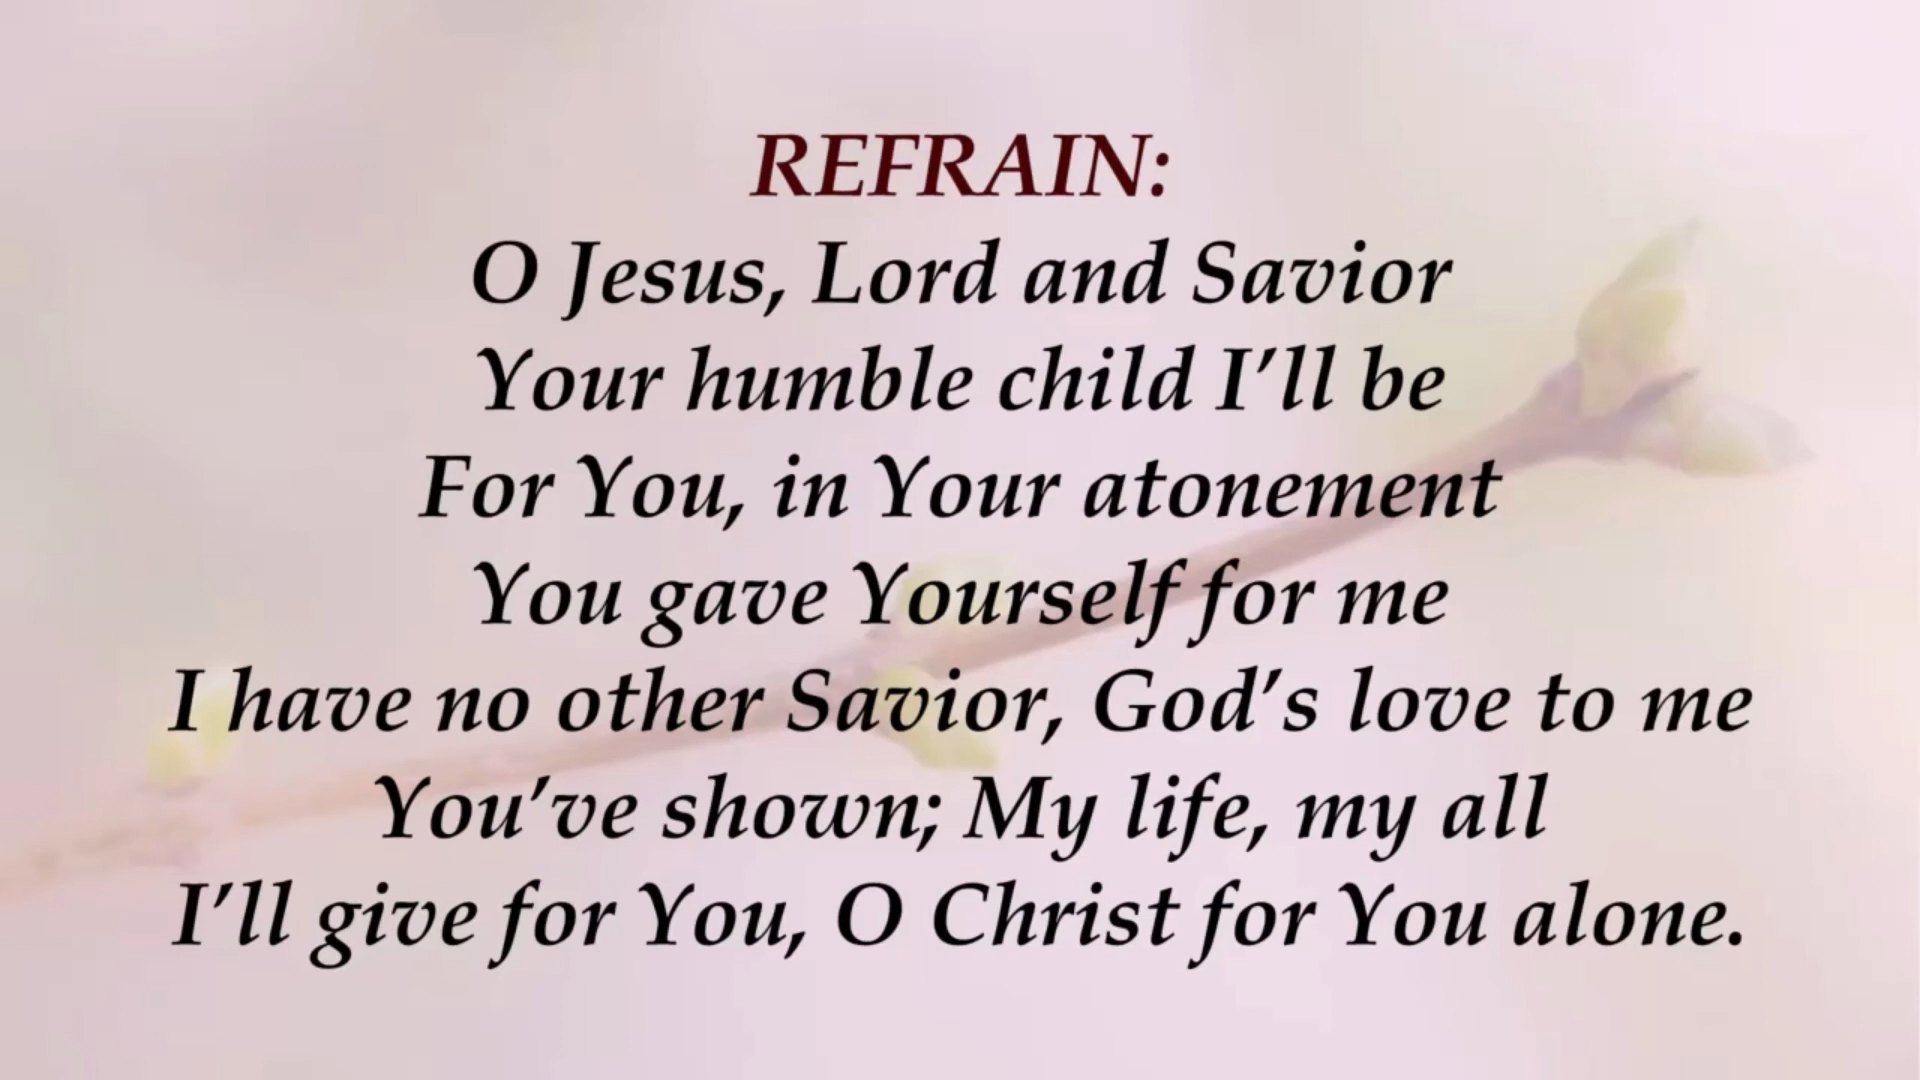 REFRAIN:
O Jesus, Lord and Savior
Your humble child I’ll be
For You, in Your atonement
You gave Yourself for me
I have no other Savior, God’s love to me
You’ve shown; My life, my all
I’ll give for You, O Christ for You alone.